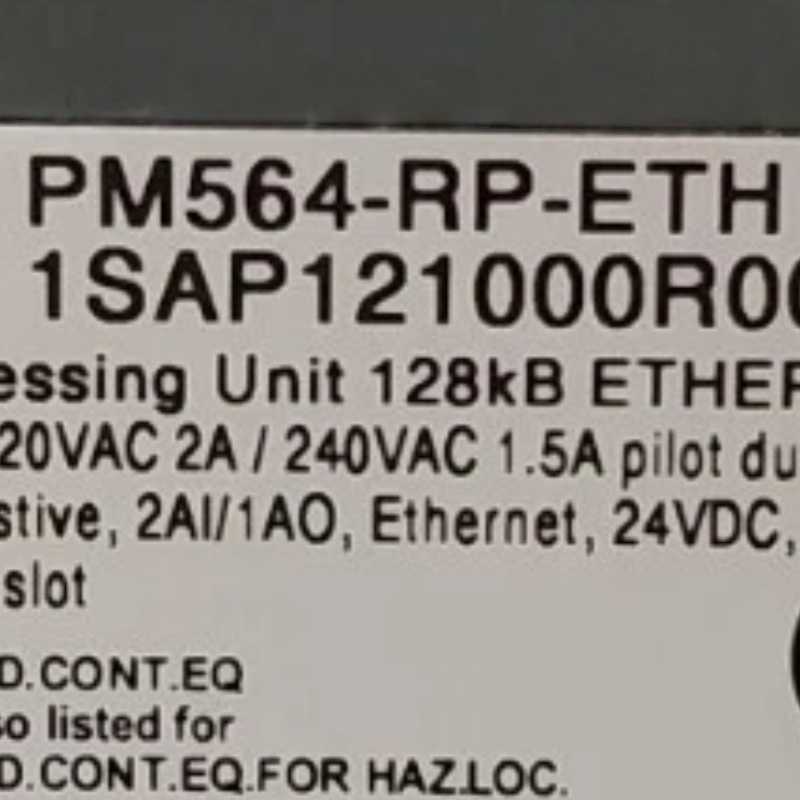 PM564-RP-ETH
1SAP121000R00
essing Unit 128kB ETHER
20VAC 2A / 240VAC 1.5A pilot du
stive, 2AI/1AO, Ethernet, 24VDC,
slot
D.CONT.EQ
so listed for
D.CONT.EQ.FOR HAZ.LOC.